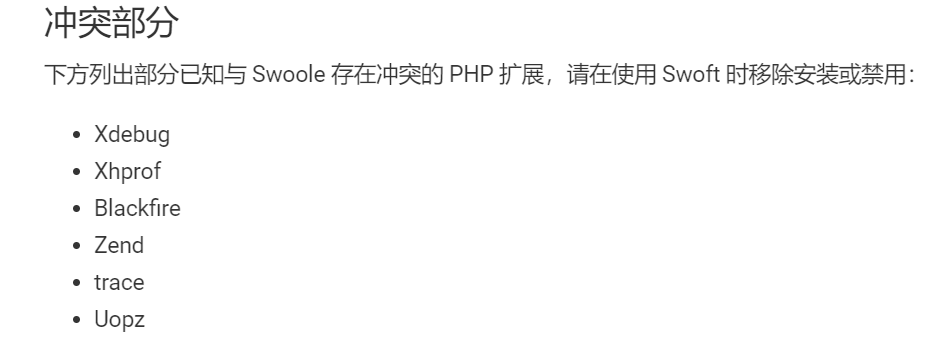 冲突部分
下方列出部分已知与 Swoole 存在冲突的 PHP 扩展，请在使用 Swoft 时移除安装或禁用：
• Xdebug
• Xhprof
• Blackfire
• Zend
• trace
• Uopz